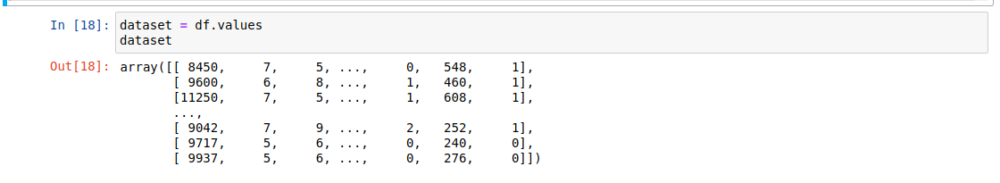 In [18]: dataset = df.values
dataset
Out[18]: array([[ 8450,     7,     5, ...,     0,   548,     1],
[ 9600,     6,     8, ...,     1,   460,     1],
[11250,     7,     5, ...,     1,   608,     1],
...,
[ 9042,     7,     9, ...,     2,   252,     1],
[ 9717,     5,     6, ...,     0,   240,     0],
[ 9937,     5,     6, ...,     0,   276,     0]])